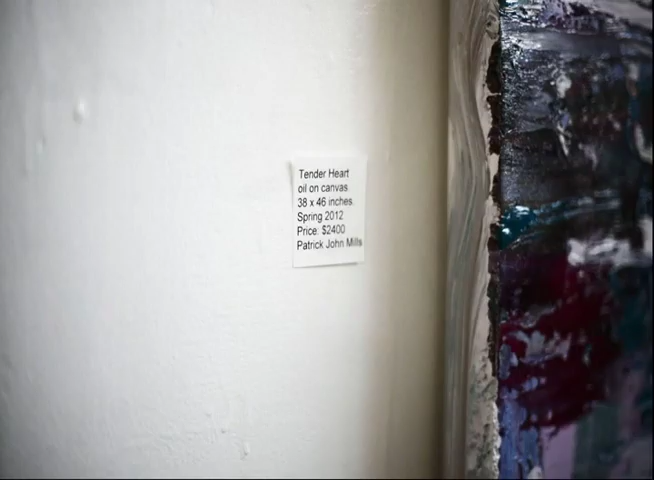 Tender Heart
oil on canvas
38 x 46 inches.
Spring 2012
Price: $2400
Patrick John Mills